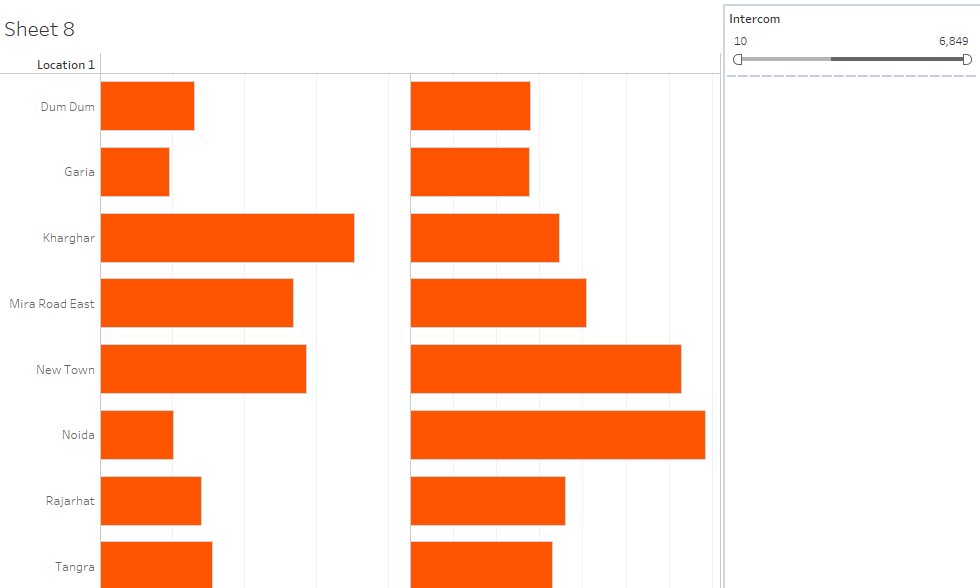 Sheet 8
Intercom
10 6,849
Location 1
Dum Dum
Garia
Kharghar
Mira Road East
New Town
Noida
Rajarhat
Tangra